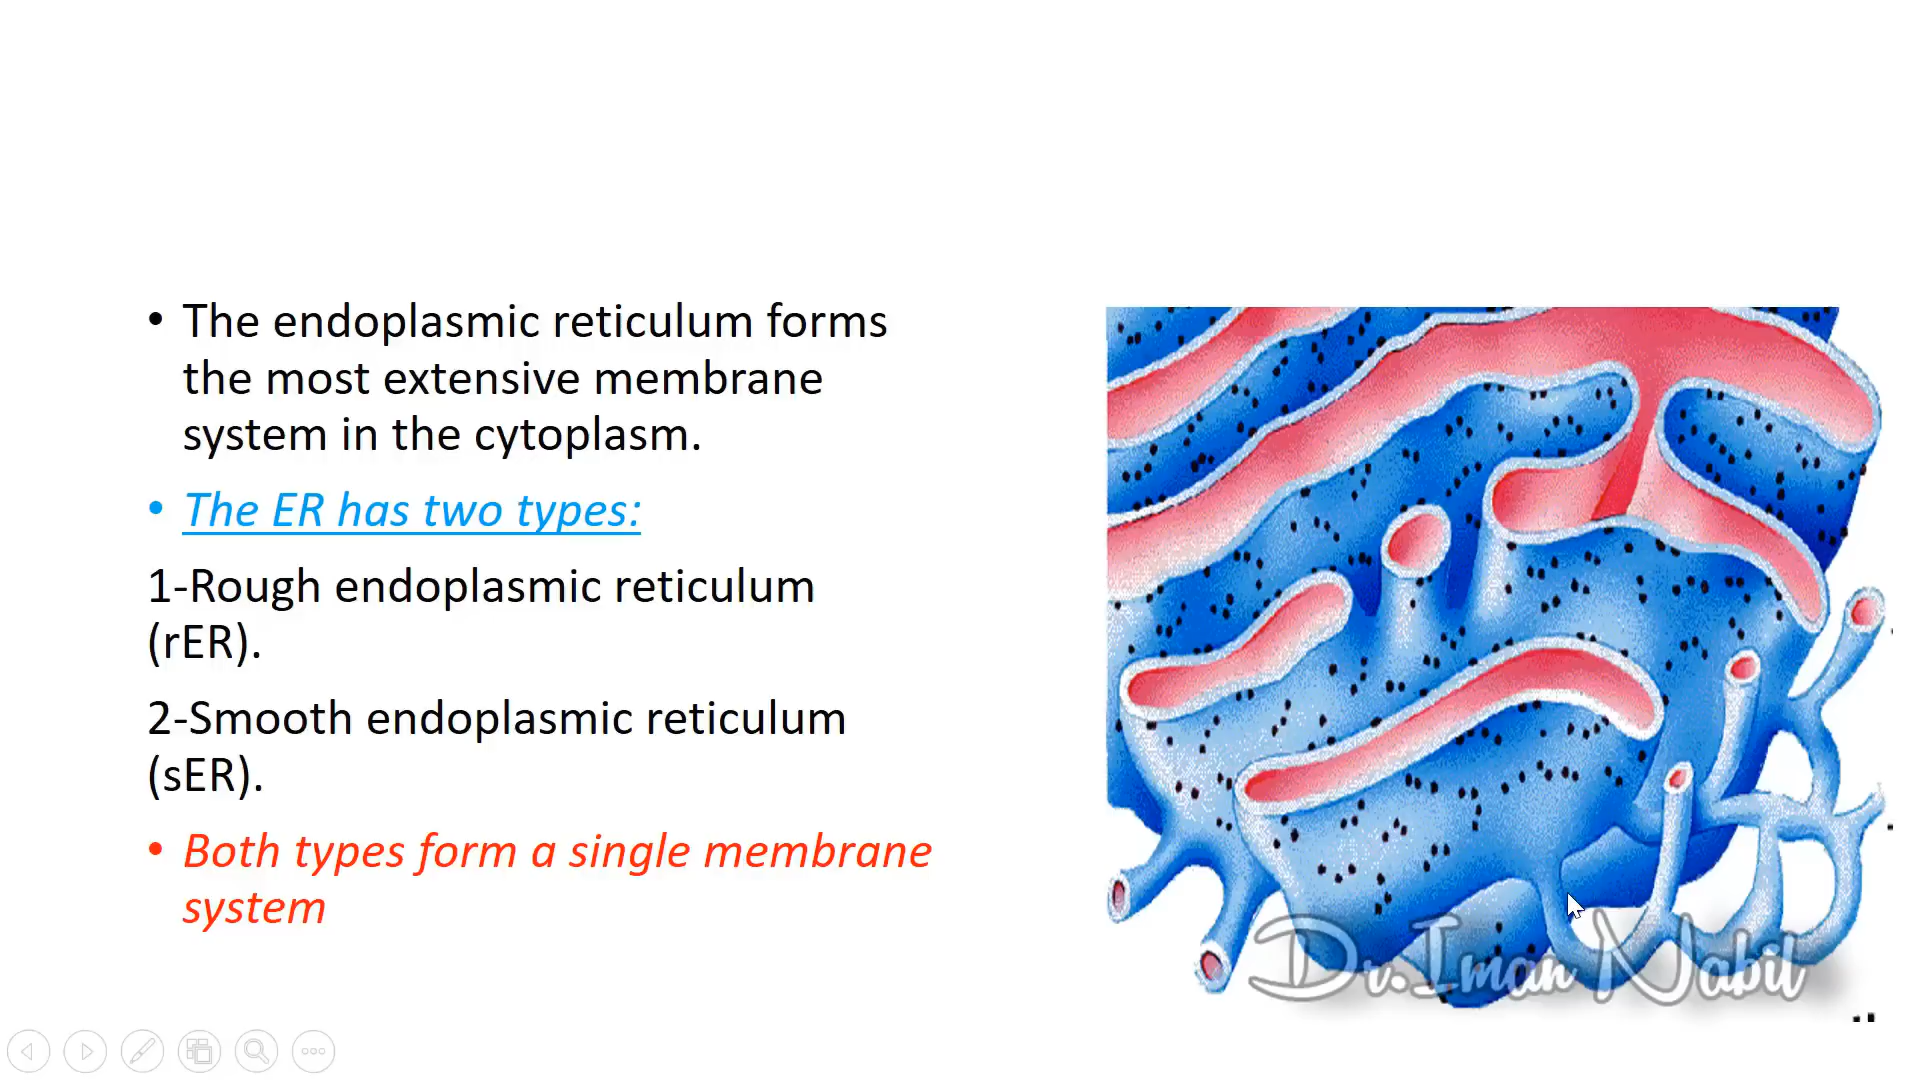 • The endoplasmic reticulum forms
the most extensive membrane
system in the cytoplasm.
• The ER has two types:
1-Rough endoplasmic reticulum
(rER).
2-Smooth endoplasmic reticulum
(sER).
• Both types form a single membrane
system
Dr.Iman Nabil